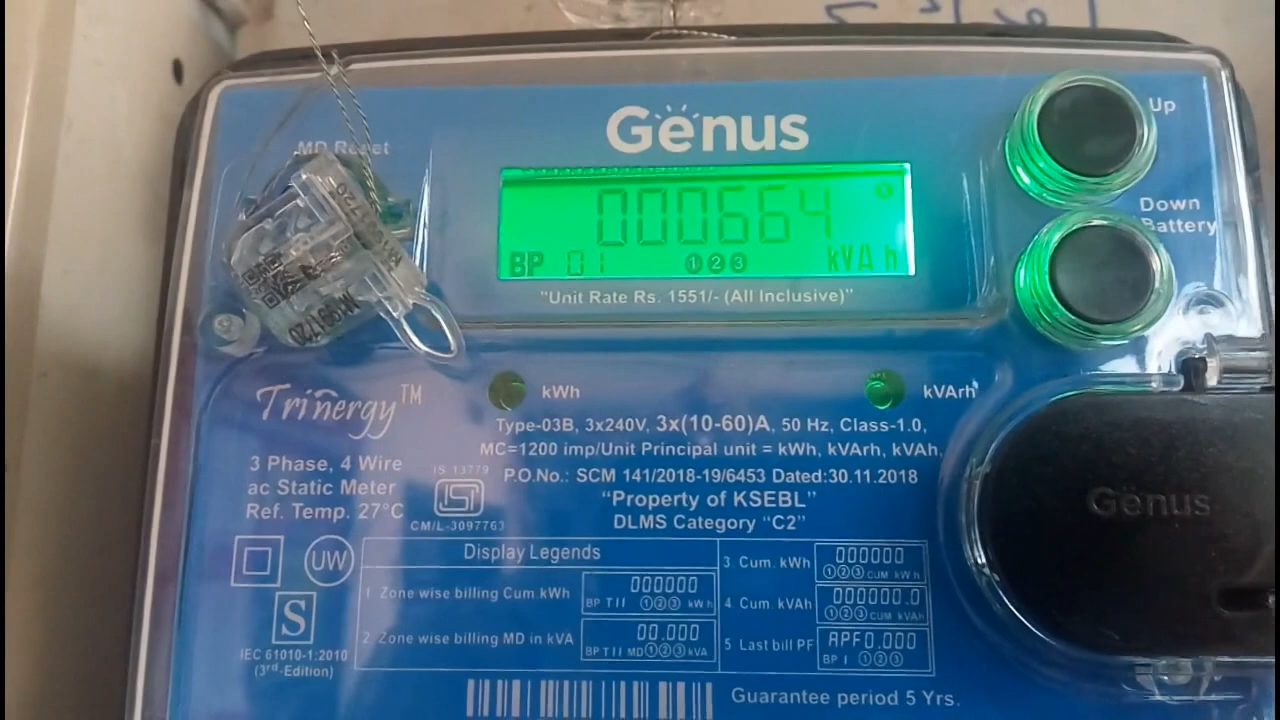 Genus
MD Reset
Up
000664
BP 01 ①②③ kVA h
Down
Battery
"Unit Rate Rs. 1551/- (All Inclusive)"
MA991720
Trinergy™
kWh
kVArh
Type-03B, 3x240V, 3x(10-60)A, 50 Hz, Class-1.0,
MC=1200 imp/Unit Principal unit = kWh, kVArh, kVAh,
3 Phase, 4 Wire
ac Static Meter
Ref. Temp. 27°C
IS 13779
ISI
CM/L-3097763
P.O.No.: SCM 141/2018-19/6453 Dated:30.11.2018
"Property of KSEBL"
DLMS Category "C2"
Genus
UW
S
IEC 61010-1:2010
(3rd-Edition)
Display Legends
1 Zone wise billing Cum kWh
000000
BP T11 ①②③ kW h
2. Zone wise billing MD in kVA
00.000
BP T11 MD①②③ kVA
3. Cum. kWh
000000
①②③ CUM kW h
4. Cum. kVAh
000000.0
①②③ CUM kVAh
5 Last bill PF
APF0.000
BP 1 ①②③
Guarantee period 5 Yrs.